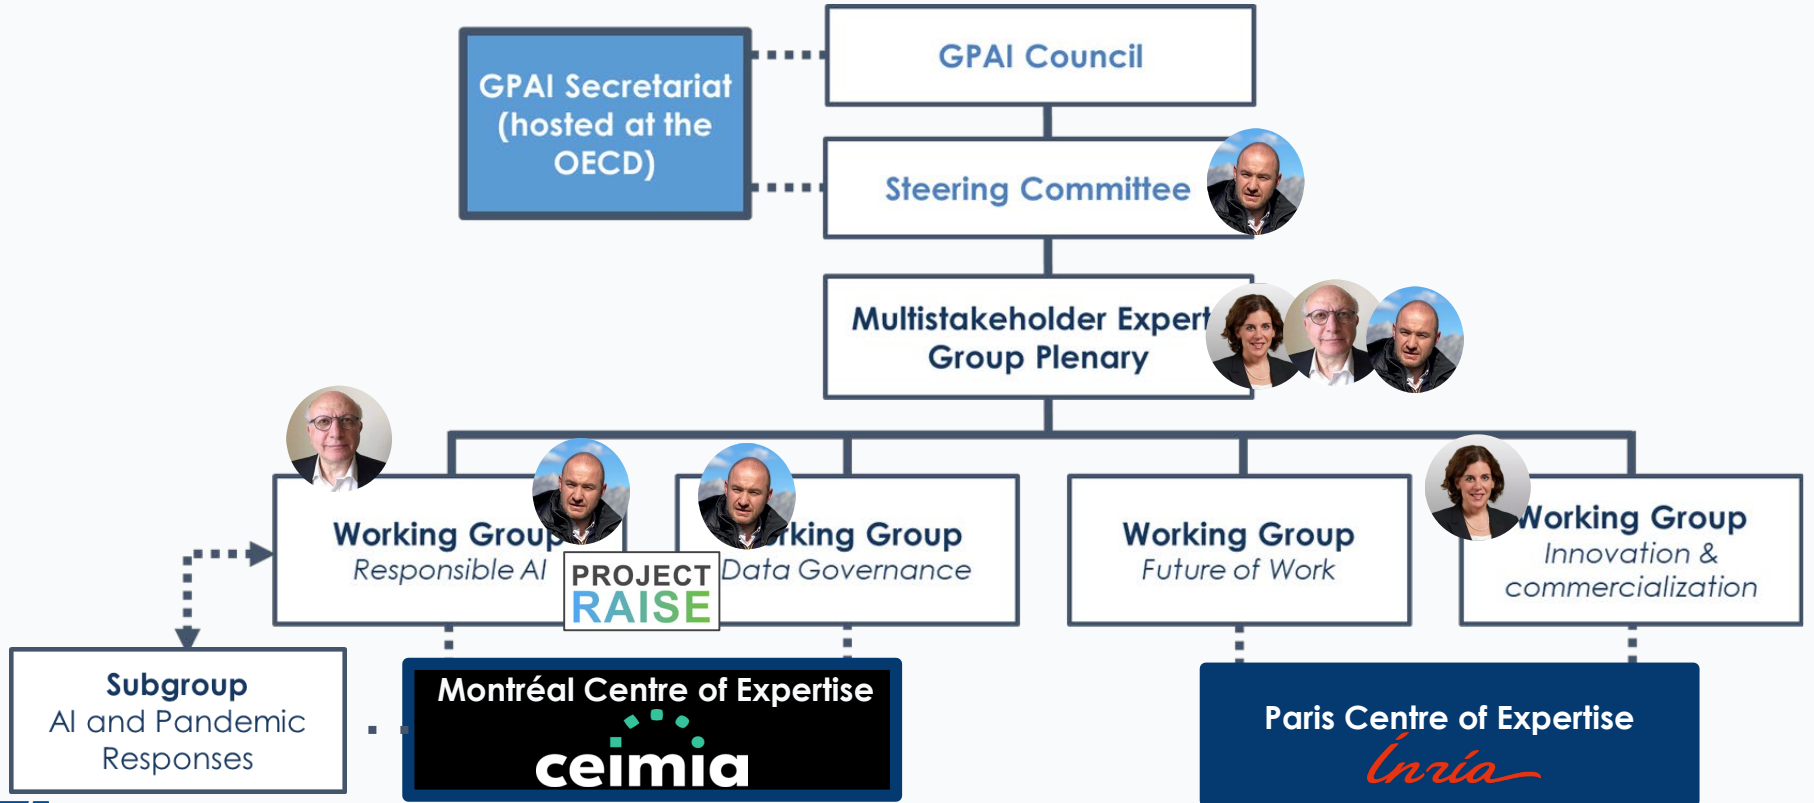 GPAI Secretariat
(hosted at the
OECD)
GPAI Council
Steering Committee
Multistakeholder Expert
Group Plenary
Working Group
Responsible AI
PROJECT
RAISE
Working Group
Data Governance
Working Group
Future of Work
Working Group
Innovation &
commercialization
Subgroup
AI and Pandemic
Responses
Montréal Centre of Expertise
ceimia
Paris Centre of Expertise
Inria